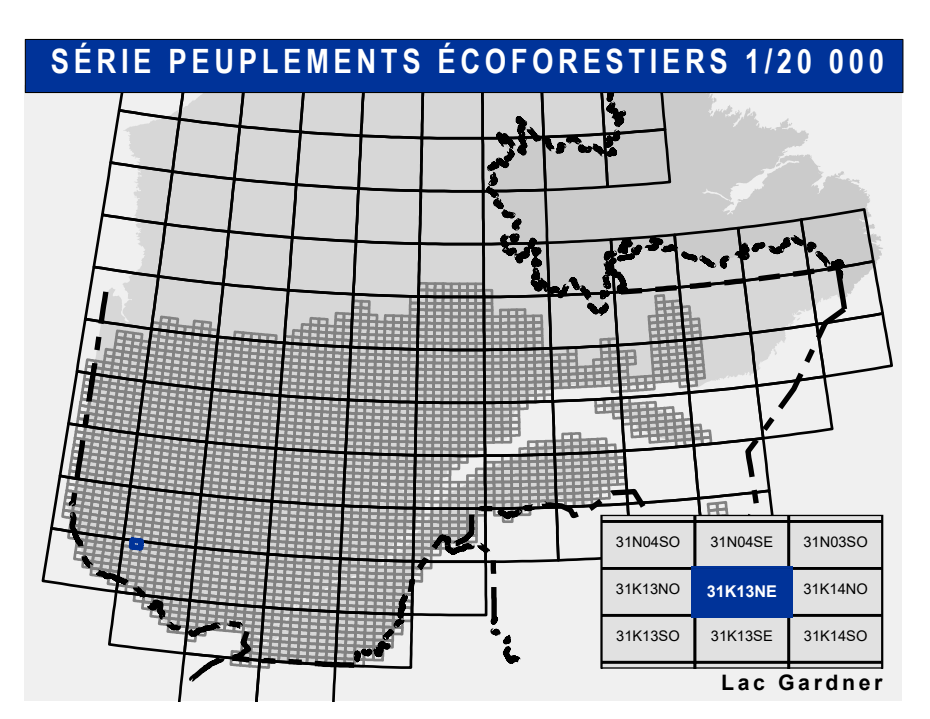 SÉRIE PEUPLEMENTS ÉCOFORESTIERS 1/20 000
31N04SO 31N04SE 31N03SO
31K13NO 31K13NE 31K14NO
31K13SO 31K13SE 31K14SO
Lac Gardner